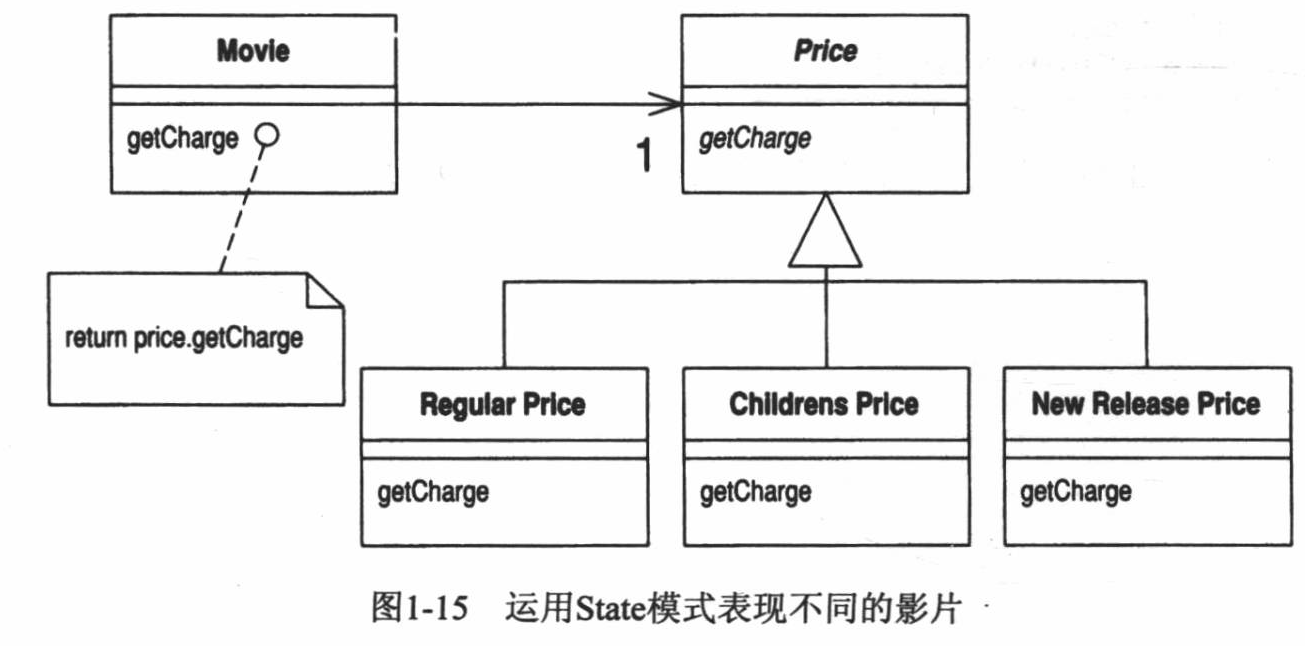 Movie
Price
getCharge
1
getCharge
return price.getCharge
Regular Price
Childrens Price
New Release Price
getCharge
getCharge
getCharge
图1-15 运用State模式表现不同的影片